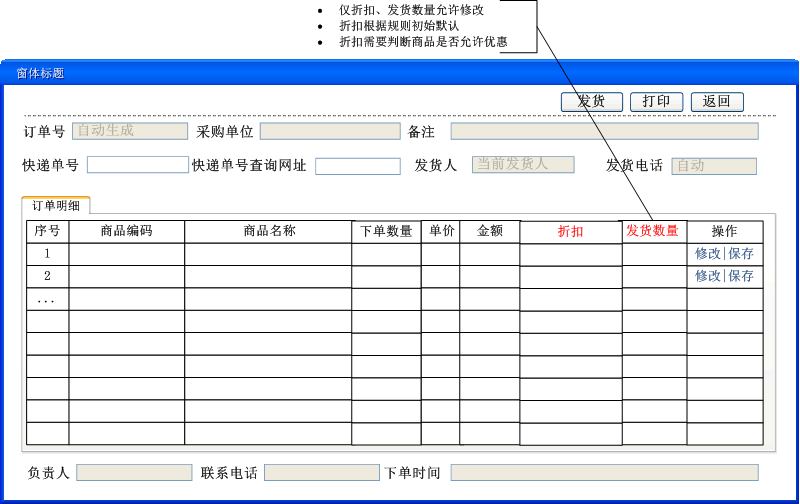 • 仅折扣、发货数量允许修改
• 折扣根据规则初始默认
• 折扣需要判断商品是否允许优惠
窗体标题
发货 打印 返回
订单号 自动生成 采购单位 备注
快递单号 快递单号查询网址 发货人 当前发货人 发货电话 自动
订单明细
序号 商品编码 商品名称 下单数量 单价 金额 折扣 发货数量 操作
1 修改|保存
2 修改|保存
...
负责人 联系电话 下单时间